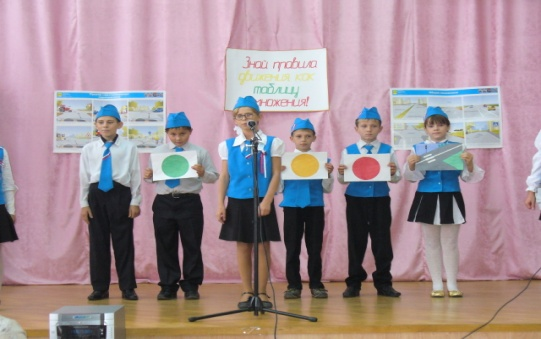 Знай правила
движения как
таблицу
умножения!